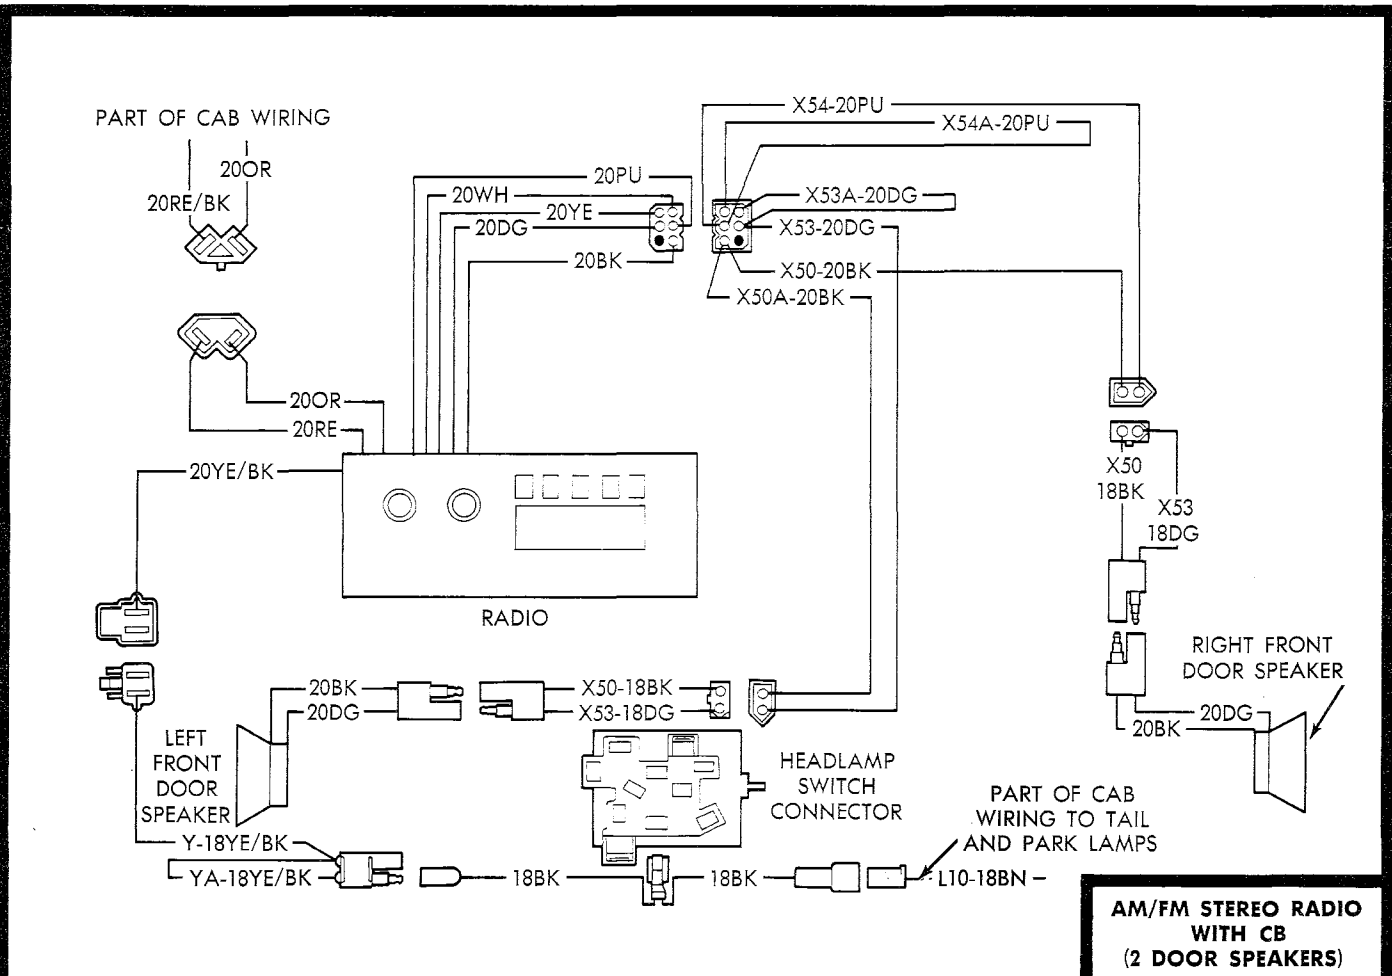 X54-20PU
PART OF CAB WIRING
X54A-20PU
20OR
20PU
20RE/BK
20WH
X53A-20DG
20YE
20DG
X53-20DG
20BK
X50-20BK
X50A-20BK
20OR
20RE
20YE/BK
X50
18BK
X53
18DG
RADIO
RIGHT FRONT
DOOR SPEAKER
20BK
X50-18BK
20DG
X53-18DG
20DG
20BK
LEFT
FRONT
DOOR
SPEAKER
HEADLAMP
SWITCH
CONNECTOR
PART OF CAB
WIRING TO TAIL
AND PARK LAMPS
Y-18YE/BK
YA-18YE/BK
18BK
18BK
L10-18BN
AM/FM STEREO RADIO
WITH CB
(2 DOOR SPEAKERS)